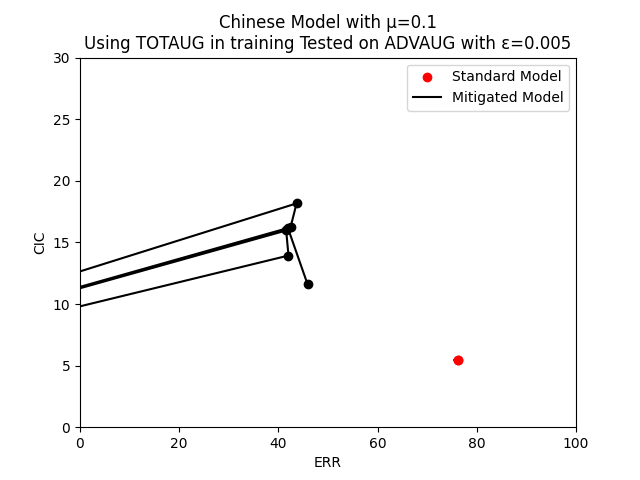 Chinese Model with μ=0.1
Using TOTAUG in training Tested on ADVAUG with ε=0.005
Standard Model
Mitigated Model
30
25
20
15
10
5
0
CIC
0 20 40 60 80 100
ERR